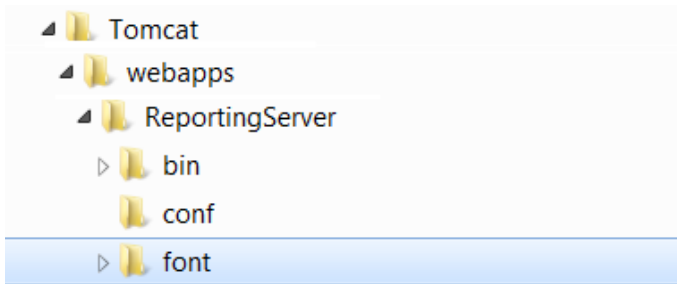 Tomcat
webapps
ReportingServer
bin
conf
font